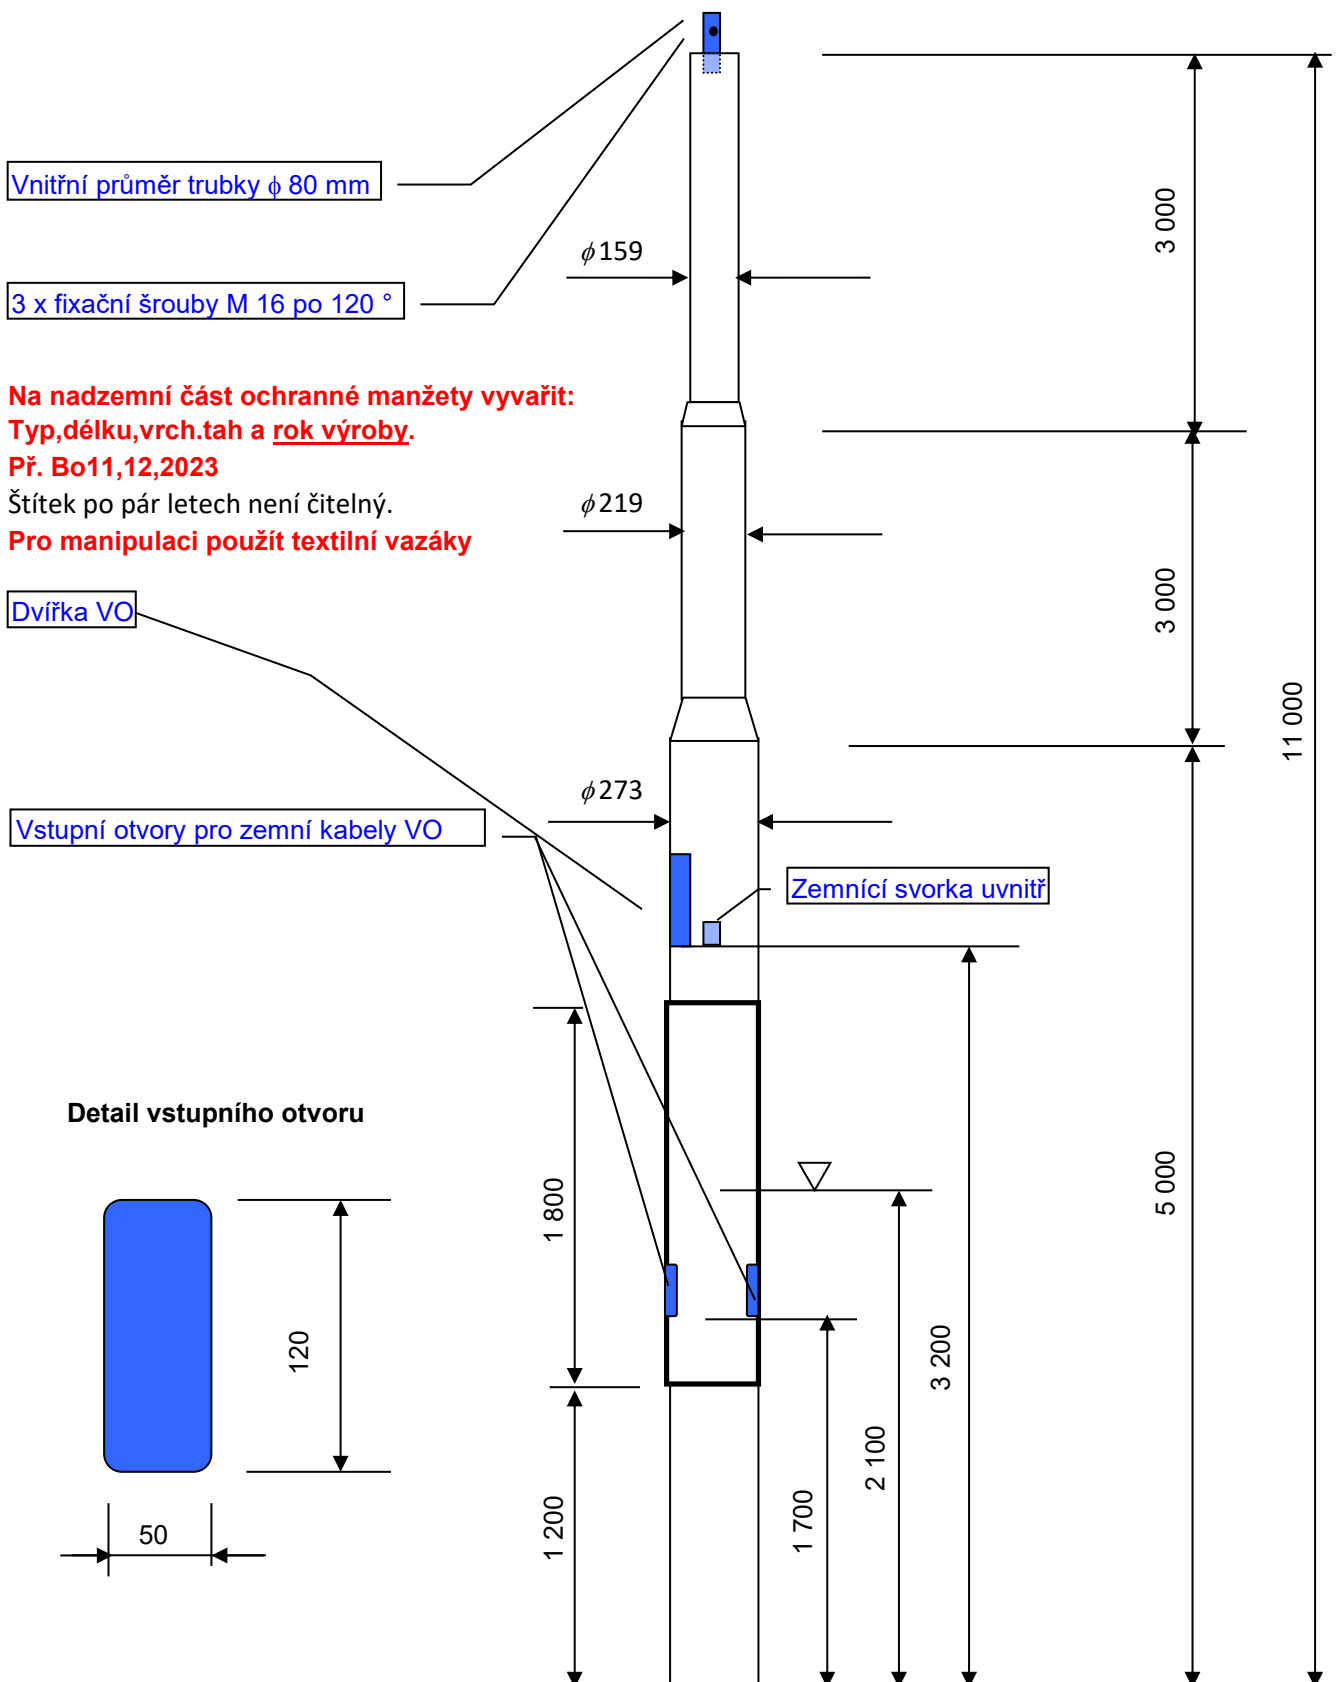 Vnitřní průměr trubky ϕ 80 mm
3 x fixační šrouby M 16 po 120 °
Na nadzemní část ochranné manžety vyvařit:
Typ,délku,vrch.tah a rok výroby.
Př. Bo11,12,2023
Štítek po pár letech není čitelný.
Pro manipulaci použít textilní vazáky
Dvířka VO
Vstupní otvory pro zemní kabely VO
Zemnící svorka uvnitř
ϕ159
ϕ219
ϕ273
3 000
3 000
11 000
5 000
Detail vstupního otvoru
120
50
1 800
1 200
1 700
2 100
3 200